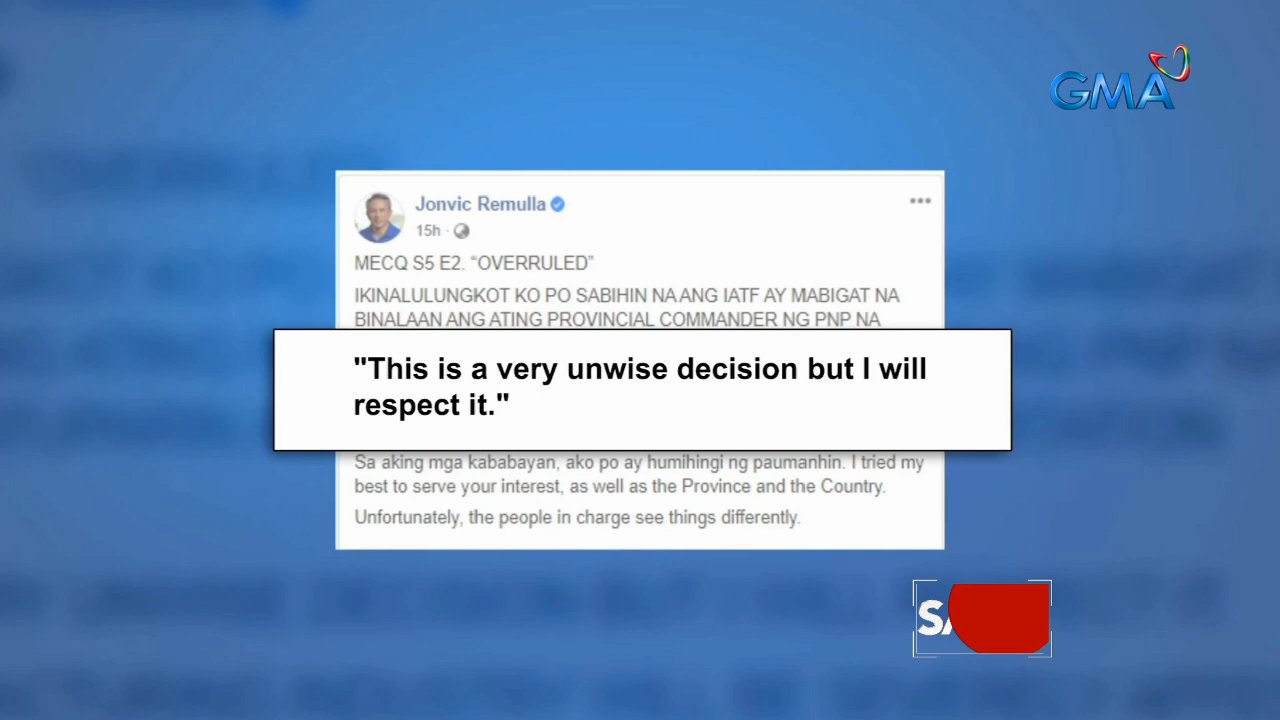 GMA
Jonvic Remulla
15h ·
MECQ S5 E2. “OVERRULED”
IKINALULUNGKOT KO PO SABIHIN NA ANG IATF AY MABIGAT NA
BINALAAN ANG ATING PROVINCIAL COMMANDER NG PNP NA
"This is a very unwise decision but I will
respect it."
Sa aking mga kababayan, ako po ay humihingi ng paumanhin. I tried my
best to serve your interest, as well as the Province and the Country.
Unfortunately, the people in charge see things differently.